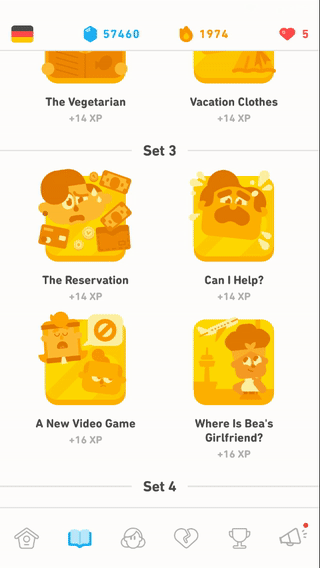 57460 1974 5
The Vegetarian Vacation Clothes
+14 XP +14 XP
Set 3
The Reservation Can I Help?
+14 XP +14 XP
A New Video Game Where Is Bea's
Girlfriend?
+16 XP +16 XP
Set 4